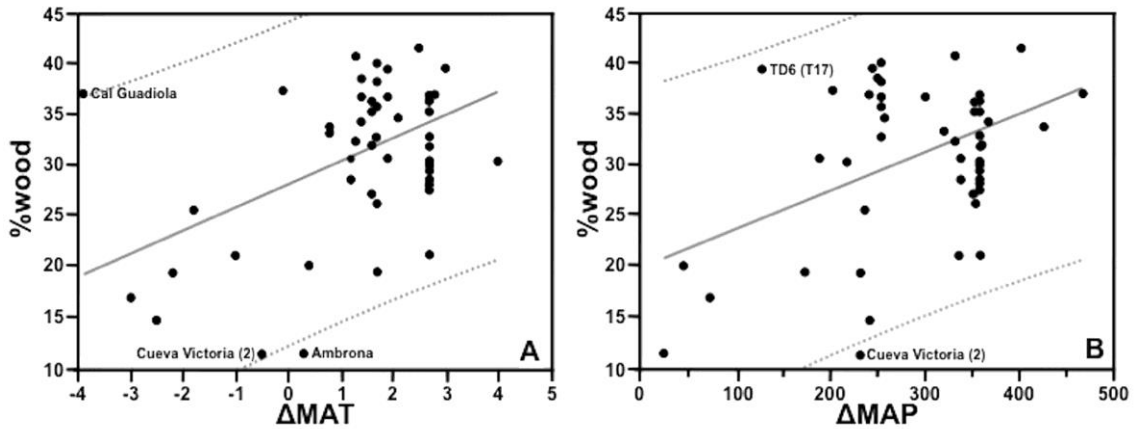 45
40
35
30
25
20
15
10
%wood
Cal Guadiola
Cueva Victoria (2)
Ambrona
A
-4 -3 -2 -1 0 1 2 3 4 5
ΔMAT
45
40
35
30
25
20
15
10
%wood
TD6 (T17)
Cueva Victoria (2)
B
0 100 200 300 400 500
ΔMAP